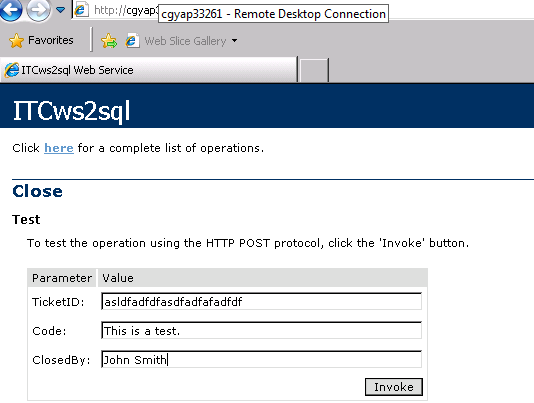 http://cgyap3
cgyap33261 - Remote Desktop Connection
Favorites Web Slice Gallery
ITCws2sql Web Service
ITCws2sql
Click here for a complete list of operations.
Close
Test
To test the operation using the HTTP POST protocol, click the 'Invoke' button.
Parameter Value
TicketID: asldfadfdfasdfadfafadfdf
Code: This is a test.
ClosedBy: John Smith
Invoke